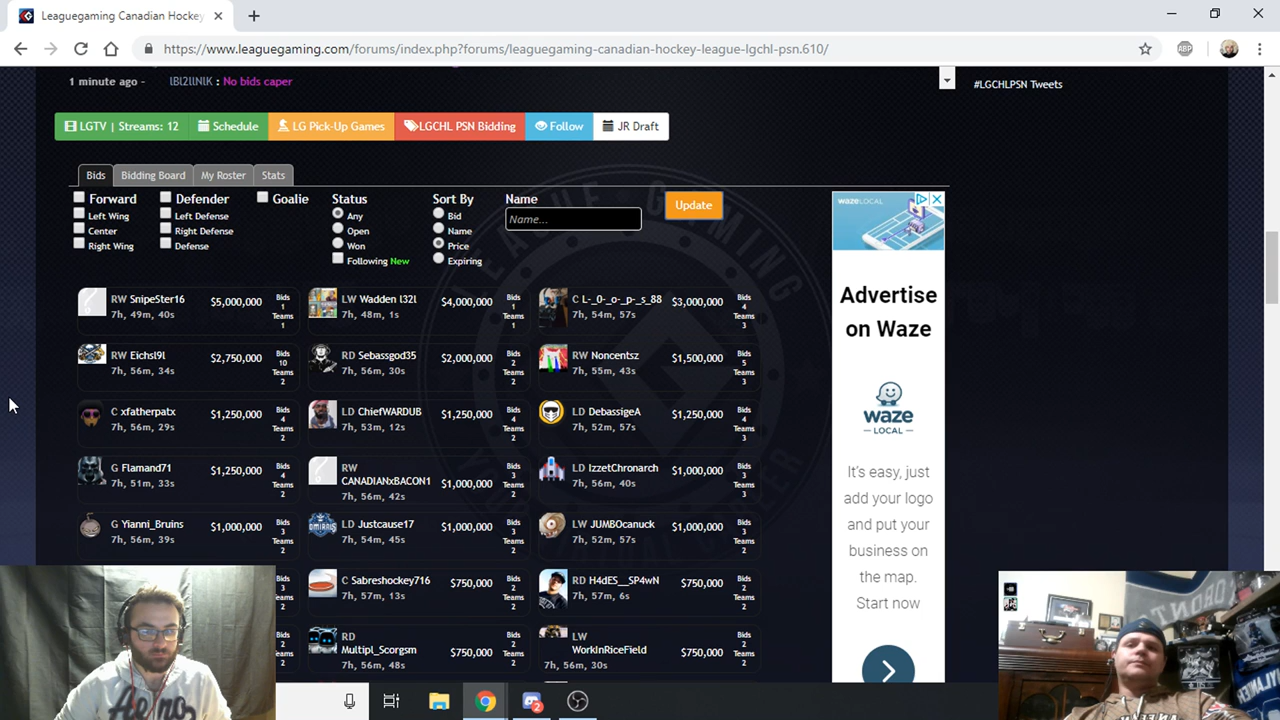 Leaguegaming Canadian Hockey
https://www.leaguegaming.com/forums/index.php?forums/leaguegaming-canadian-hockey-league-lgchl-psn.610/
ABP
1 minute ago - lBl2llNlK : No bids caper
#LGCHLPSN Tweets
LGTV | Streams: 12 Schedule LG Pick-Up Games LGCHL PSN Bidding Follow JR Draft
Bids Bidding Board My Roster Stats
Forward Defender Goalie Status Sort By Name Update
Left Wing Left Defense Any Bid Name...
Center Right Defense Open Name
Right Wing Defense Won Price
Following New Expiring
RW SnipeSter16 $5,000,000 Bids 1 Teams 1
7h, 49m, 40s
LW Wadden l32l $4,000,000 Bids 1 Teams 1
7h, 48m, 1s
C L-_0_o_p_s_88 $3,000,000 Bids 4 Teams 3
7h, 54m, 57s
RW Eichsl9l $2,750,000 Bids 10 Teams 2
7h, 56m, 34s
RD Sebassgod35 $2,000,000 Bids 2 Teams 2
7h, 56m, 30s
RW Noncentsz $1,500,000 Bids 5 Teams 3
7h, 55m, 43s
C xfatherpatx $1,250,000 Bids 4 Teams 2
7h, 56m, 29s
LD ChiefWARDUB $1,250,000 Bids 4 Teams 2
7h, 53m, 12s
LD DebassigeA $1,250,000 Bids 4 Teams 3
7h, 52m, 57s
G Flamand71 $1,250,000 Bids 4 Teams 2
7h, 51m, 33s
RW CANADIANxBACON1 $1,000,000 Bids 3 Teams 2
7h, 56m, 42s
LD IzzetChronarch $1,000,000 Bids 3 Teams 3
7h, 56m, 40s
G Yianni_Bruins $1,000,000 Bids 3 Teams 2
7h, 56m, 39s
LD Justcause17 $1,000,000 Bids 3 Teams 2
7h, 54m, 45s
LW JUMBOcanuck $1,000,000 Bids 3 Teams 2
7h, 52m, 57s
Bids 3 Teams 2
C Sabreshockey716 $750,000 Bids 2 Teams 2
7h, 57m, 13s
RD H4dES__SP4wN $750,000 Bids 2 Teams 2
7h, 57m, 6s
Bids 2 Teams 2
RD Multipl_Scorgsm $750,000 Bids 2 Teams 2
7h, 56m, 48s
LW WorkInRiceField $750,000 Bids 2 Teams 2
7h, 56m, 30s
waze LOCAL
Advertise
on Waze
waze
LOCAL
It's easy, just
add your logo
and put your
business on
the map.
Start now
2